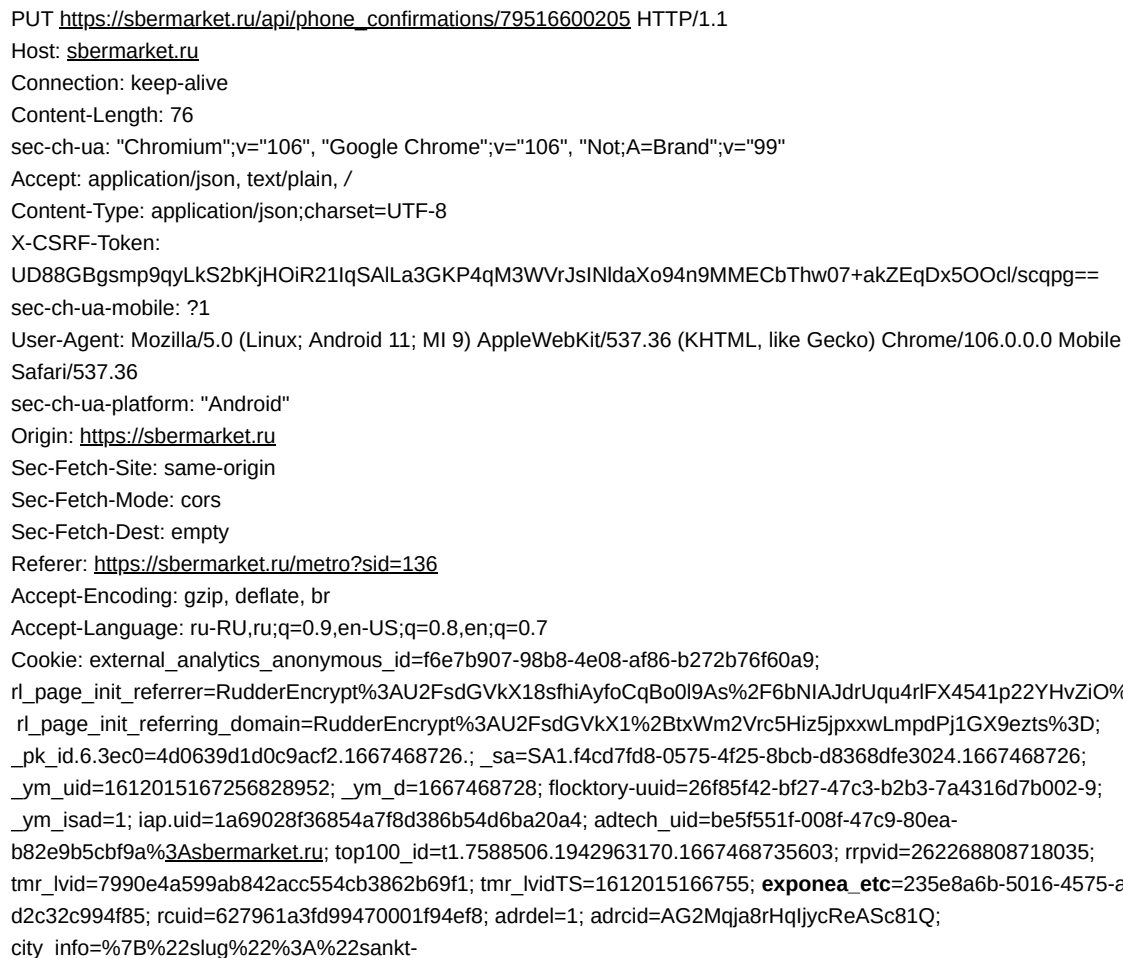 PUT https://sbermarket.ru/api/phone_confirmations/79516600205 HTTP/1.1
Host: sbermarket.ru
Connection: keep-alive
Content-Length: 76
sec-ch-ua: "Chromium";v="106", "Google Chrome";v="106", "Not;A=Brand";v="99"
Accept: application/json, text/plain, /
Content-Type: application/json;charset=UTF-8
X-CSRF-Token:
UD88GBgsmp9qyLkS2bKjHOiR21IqSAlLa3GKP4qM3WVrJsINldaXo94n9MMECbThw07+akZEqDx5OOcl/scqpg==
sec-ch-ua-mobile: ?1
User-Agent: Mozilla/5.0 (Linux; Android 11; MI 9) AppleWebKit/537.36 (KHTML, like Gecko) Chrome/106.0.0.0 Mobile
Safari/537.36
sec-ch-ua-platform: "Android"
Origin: https://sbermarket.ru
Sec-Fetch-Site: same-origin
Sec-Fetch-Mode: cors
Sec-Fetch-Dest: empty
Referer: https://sbermarket.ru/metro?sid=136
Accept-Encoding: gzip, deflate, br
Accept-Language: ru-RU,ru;q=0.9,en-US;q=0.8,en;q=0.7
Cookie: external_analytics_anonymous_id=f6e7b907-98b8-4e08-af86-b272b76f60a9;
rl_page_init_referrer=RudderEncrypt%3AU2FsdGVkX18sfhiAyfoCqBo0l9As%2F6bNIAJdrUqu4rlFX4541p22YHvZiO%
rl_page_init_referring_domain=RudderEncrypt%3AU2FsdGVkX1%2BtxWm2Vrc5Hiz5jpxxwLmpdPj1GX9ezts%3D;
_pk_id.6.3ec0=4d0639d1d0c9acf2.1667468726.; _sa=SA1.f4cd7fd8-0575-4f25-8bcb-d8368dfe3024.1667468726;
_ym_uid=1612015167256828952; _ym_d=1667468728; flocktory-uuid=26f85f42-bf27-47c3-b2b3-7a4316d7b002-9;
_ym_isad=1; iap.uid=1a69028f36854a7f8d386b54d6ba20a4; adtech_uid=be5f551f-008f-47c9-80ea-
b82e9b5cbf9a%3Asbermarket.ru; top100_id=t1.7588506.1942963170.1667468735603; rrpvid=262268808718035;
tmr_lvid=7990e4a599ab842acc554cb3862b69f1; tmr_lvidTS=1612015166755; exponea_etc=235e8a6b-5016-4575-a
d2c32c994f85; rcuid=627961a3fd99470001f94ef8; adrdel=1; adrcid=AG2Mqja8rHqIjycReASc81Q;
city_info=%7B%22slug%22%3A%22sankt-